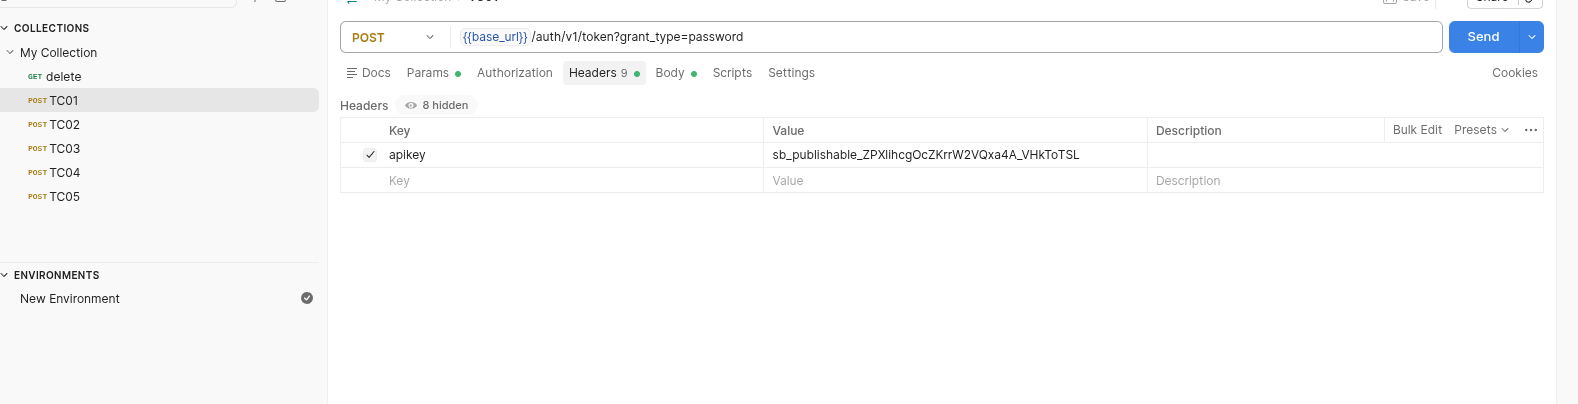 COLLECTIONS
My Collection
GET delete
POST TC01
POST TC02
POST TC03
POST TC04
POST TC05
ENVIRONMENTS
New Environment
POST {{base_url}} /auth/v1/token?grant_type=password Send
Docs Params Authorization Headers 9 Body Scripts Settings Cookies
Headers 8 hidden
Key Value Description Bulk Edit Presets
apikey sb_publishable_ZPXlihcgOcZKrrW2VQxa4A_VHkToTSL
Key Value Description